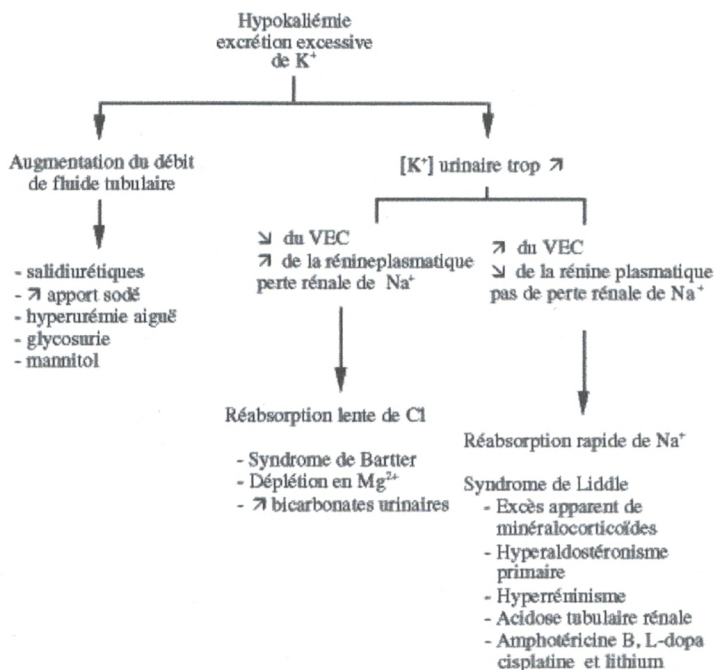 Hypokaliémie
excrétion excessive
de K⁺
Augmentation du débit
de fluide tubulaire
- salidiurétiques
- ↗ apport sodé
- hyperurémie aiguë
- glycosurie
- mannitol
[K⁺] urinaire trop ↗
↘ du VEC
↗ de la rénineplasmatique
perte rénale de Na⁺
Réabsorption lente de Cl
- Syndrome de Bartter
- Déplétion en Mg²⁺
- ↗ bicarbonates urinaires
↗ du VEC
↘ de la rénine plasmatique
pas de perte rénale de Na⁺
Réabsorption rapide de Na⁺
Syndrome de Liddle
- Excès apparent de
minéralocorticoïdes
- Hyperaldostéronisme
primaire
- Hyperréninisme
- Acidose tubulaire rénale
- Amphotéricine B, L-dopa
cisplatine et lithium